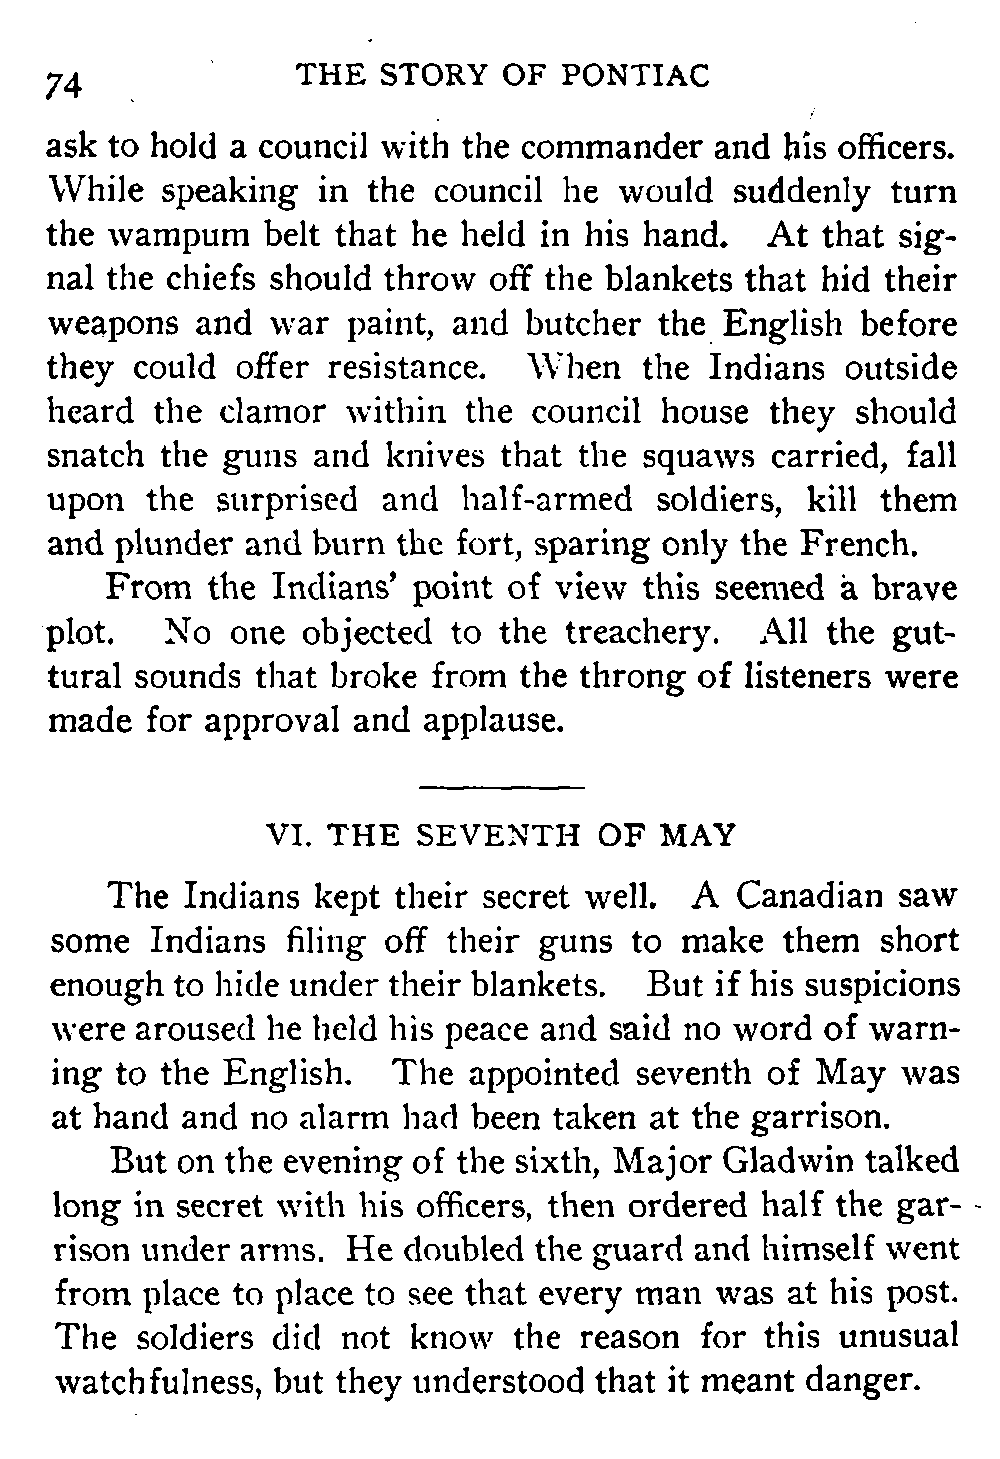 74 THE STORY OF PONTIAC
ask to hold a council with the commander and his officers.
While speaking in the council he would suddenly turn
the wampum belt that he held in his hand. At that sig-
nal the chiefs should throw off the blankets that hid their
weapons and war paint, and butcher the English before
they could offer resistance. When the Indians outside
heard the clamor within the council house they should
snatch the guns and knives that the squaws carried, fall
upon the surprised and half-armed soldiers, kill them
and plunder and burn the fort, sparing only the French.
From the Indians' point of view this seemed a brave
plot. No one objected to the treachery. All the gut-
tural sounds that broke from the throng of listeners were
made for approval and applause.
VI. THE SEVENTH OF MAY
The Indians kept their secret well. A Canadian saw
some Indians filing off their guns to make them short
enough to hide under their blankets. But if his suspicions
were aroused he held his peace and said no word of warn-
ing to the English. The appointed seventh of May was
at hand and no alarm had been taken at the garrison.
But on the evening of the sixth, Major Gladwin talked
long in secret with his officers, then ordered half the gar-
rison under arms. He doubled the guard and himself went
from place to place to see that every man was at his post.
The soldiers did not know the reason for this unusual
watchfulness, but they understood that it meant danger.